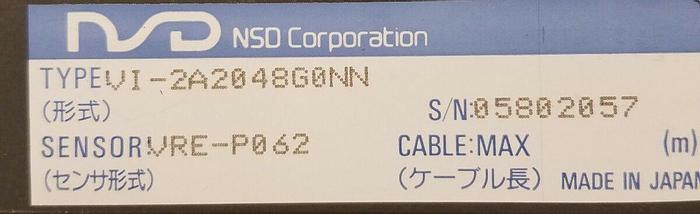 NSD NSD Corporation
TYPE VI-2A2048G0NN
(形式) S/N:05802057
SENSOR:VRE-P062 CABLE:MAX (m)
(センサ形式) (ケーブル長) MADE IN JAPAN